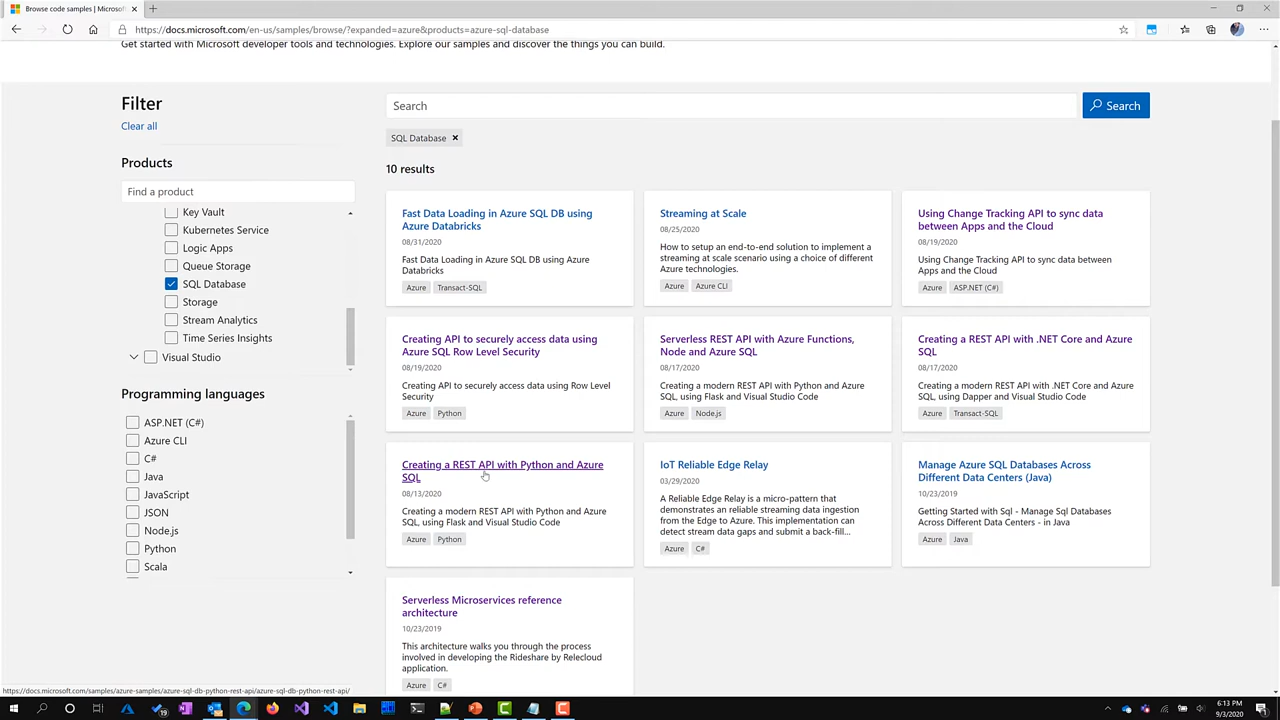 Browse code samples | Microsoft
https://docs.microsoft.com/en-us/samples/browse/?expanded=azure&products=azure-sql-database
Get started with Microsoft developer tools and technologies. Explore our samples and discover the things you can build.
Filter
Clear all
Products
Find a product
Key Vault
Kubernetes Service
Logic Apps
Queue Storage
SQL Database
Storage
Stream Analytics
Time Series Insights
Visual Studio
Programming languages
ASP.NET (C#)
Azure CLI
C#
Java
JavaScript
JSON
Node.js
Python
Scala
Search
Search
SQL Database
10 results
Fast Data Loading in Azure SQL DB using
Azure Databricks
08/31/2020
Fast Data Loading in Azure SQL DB using Azure
Databricks
Azure Transact-SQL
Streaming at Scale
08/25/2020
How to setup an end-to-end solution to implement a
streaming at scale scenario using a choice of different
Azure technologies.
Azure Azure CLI
Using Change Tracking API to sync data
between Apps and the Cloud
08/19/2020
Using Change Tracking API to sync data between
Apps and the Cloud
Azure ASP.NET (C#)
Creating API to securely access data using
Azure SQL Row Level Security
08/19/2020
Creating API to securely access data using Row Level
Security
Azure Python
Serverless REST API with Azure Functions,
Node and Azure SQL
08/17/2020
Creating a modern REST API with Python and Azure
SQL, using Flask and Visual Studio Code
Azure Node.js
Creating a REST API with .NET Core and Azure
SQL
08/17/2020
Creating a modern REST API with .NET Core and Azure
SQL, using Dapper and Visual Studio Code
Azure Transact-SQL
Creating a REST API with Python and Azure
SQL
08/13/2020
Creating a modern REST API with Python and Azure
SQL, using Flask and Visual Studio Code
Azure Python
IoT Reliable Edge Relay
03/29/2020
A Reliable Edge Relay is a micro-pattern that
demonstrates an reliable streaming data ingestion
from the Edge to Azure. This implementation can
detect stream data gaps and submit a back-fill...
Azure C#
Manage Azure SQL Databases Across
Different Data Centers (Java)
10/23/2019
Getting Started with Sql - Manage Sql Databases
Across Different Data Centers - in Java
Azure Java
Serverless Microservices reference
architecture
10/23/2019
This architecture walks you through the process
involved in developing the Rideshare by Relecloud
application.
Azure C#
https://docs.microsoft.com/samples/azure-samples/azure-sql-db-python-rest-api/azure-sql-db-python-rest-api/
19
6:13 PM
9/3/2020